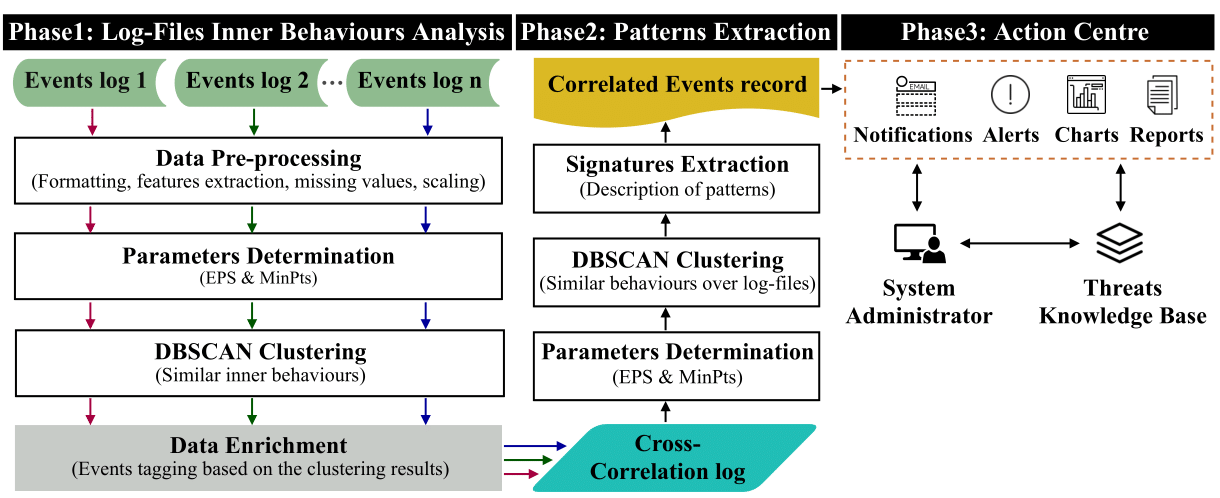 Phase1: Log-Files Inner Behaviours Analysis
Events log 1
Events log 2
...
Events log n
Data Pre-processing
(Formatting, features extraction, missing values, scaling)
Parameters Determination
(EPS & MinPts)
DBSCAN Clustering
(Similar inner behaviours)
Data Enrichment
(Events tagging based on the clustering results)
Phase2: Patterns Extraction
Correlated Events record
Signatures Extraction
(Description of patterns)
DBSCAN Clustering
(Similar behaviours over log-files)
Parameters Determination
(EPS & MinPts)
Cross-
Correlation log
Phase3: Action Centre
EMAIL
Notifications
Alerts
Charts
Reports
System
Administrator
Threats
Knowledge Base